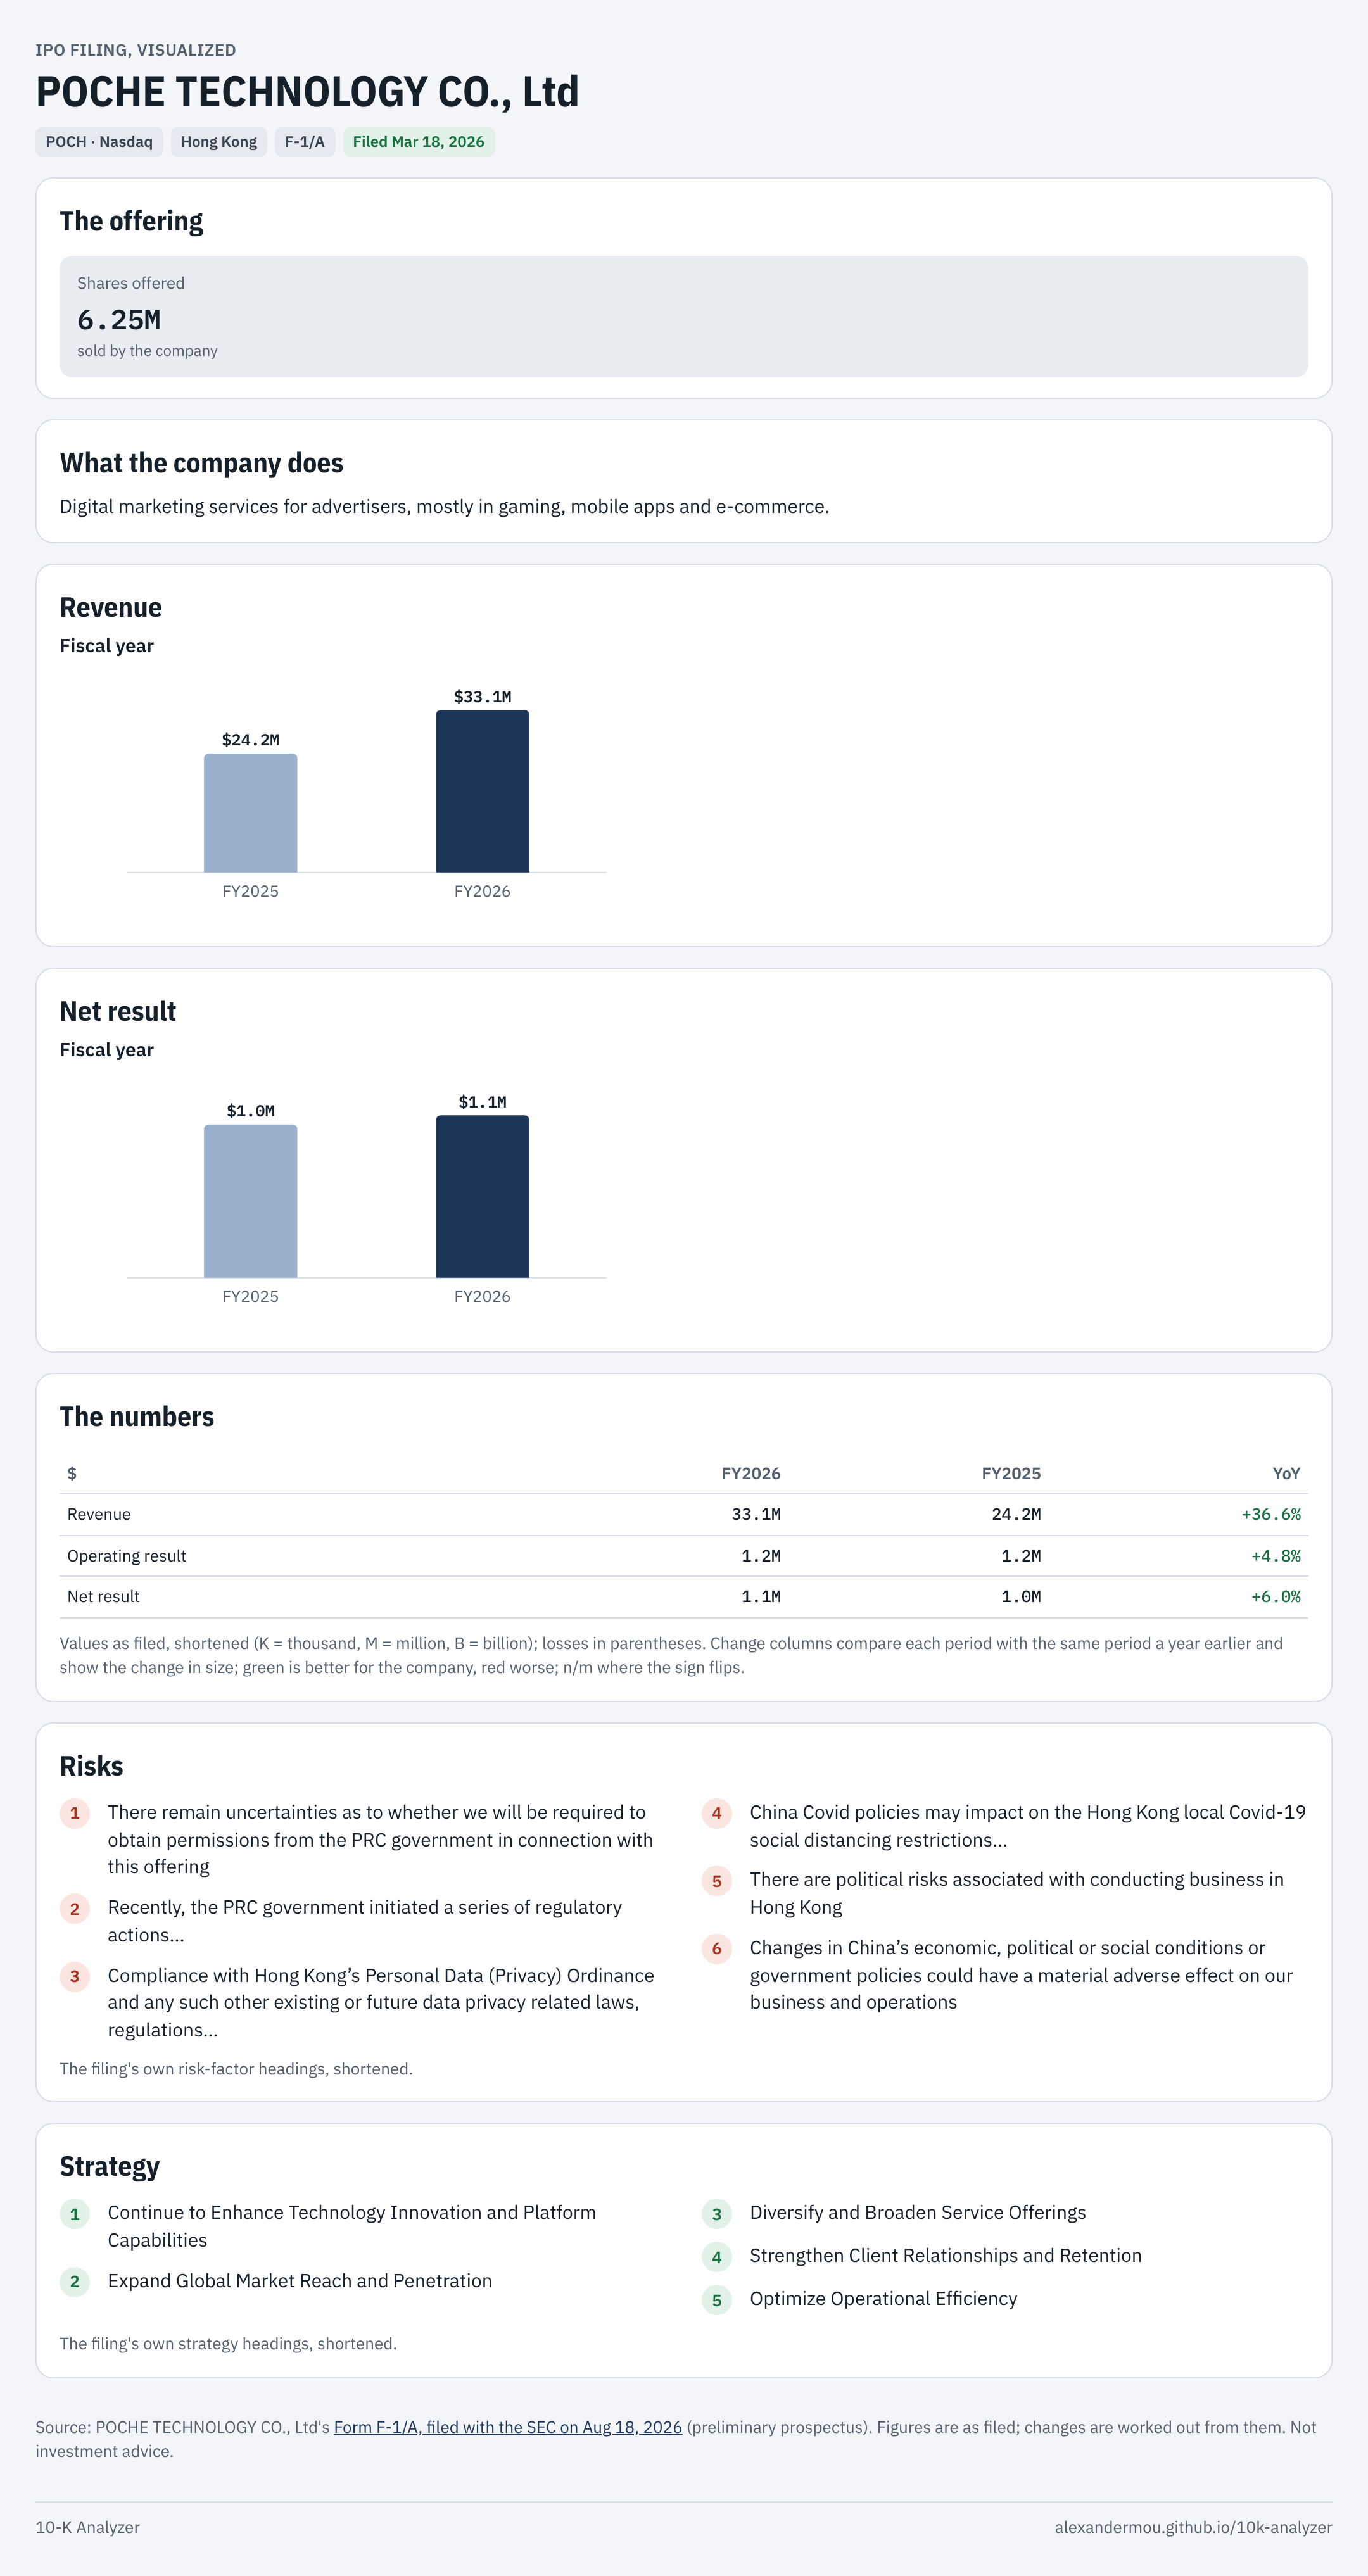 IPO FILING, VISUALIZED
POCHE TECHNOLOGY CO., Ltd
POCH · Nasdaq
Hong Kong
F-1/A
Filed Mar 18, 2026
The offering
Shares offered
6.25M
sold by the company
What the company does
Digital marketing services for advertisers, mostly in gaming, mobile apps and e-commerce.
Revenue
Fiscal year
$24.2M
$33.1M
FY2025
FY2026
Net result
Fiscal year
$1.0M
$1.1M
FY2025
FY2026
The numbers
$ FY2026 FY2025 YoY
Revenue 33.1M 24.2M +36.6%
Operating result 1.2M 1.2M +4.8%
Net result 1.1M 1.0M +6.0%
Values as filed, shortened (K = thousand, M = million, B = billion); losses in parentheses. Change columns compare each period with the same period a year earlier and
show the change in size; green is better for the company, red worse; n/m where the sign flips.
Risks
1 There remain uncertainties as to whether we will be required to
obtain permissions from the PRC government in connection with
this offering
2 Recently, the PRC government initiated a series of regulatory
actions…
3 Compliance with Hong Kong’s Personal Data (Privacy) Ordinance
and any such other existing or future data privacy related laws,
regulations…
4 China Covid policies may impact on the Hong Kong local Covid-19
social distancing restrictions…
5 There are political risks associated with conducting business in
Hong Kong
6 Changes in China’s economic, political or social conditions or
government policies could have a material adverse effect on our
business and operations
The filing's own risk-factor headings, shortened.
Strategy
1 Continue to Enhance Technology Innovation and Platform
Capabilities
2 Expand Global Market Reach and Penetration
3 Diversify and Broaden Service Offerings
4 Strengthen Client Relationships and Retention
5 Optimize Operational Efficiency
The filing's own strategy headings, shortened.
Source: POCHE TECHNOLOGY CO., Ltd's Form F-1/A, filed with the SEC on Aug 18, 2026 (preliminary prospectus). Figures are as filed; changes are worked out from them. Not
investment advice.
10-K Analyzer
alexandermou.github.io/10k-analyzer